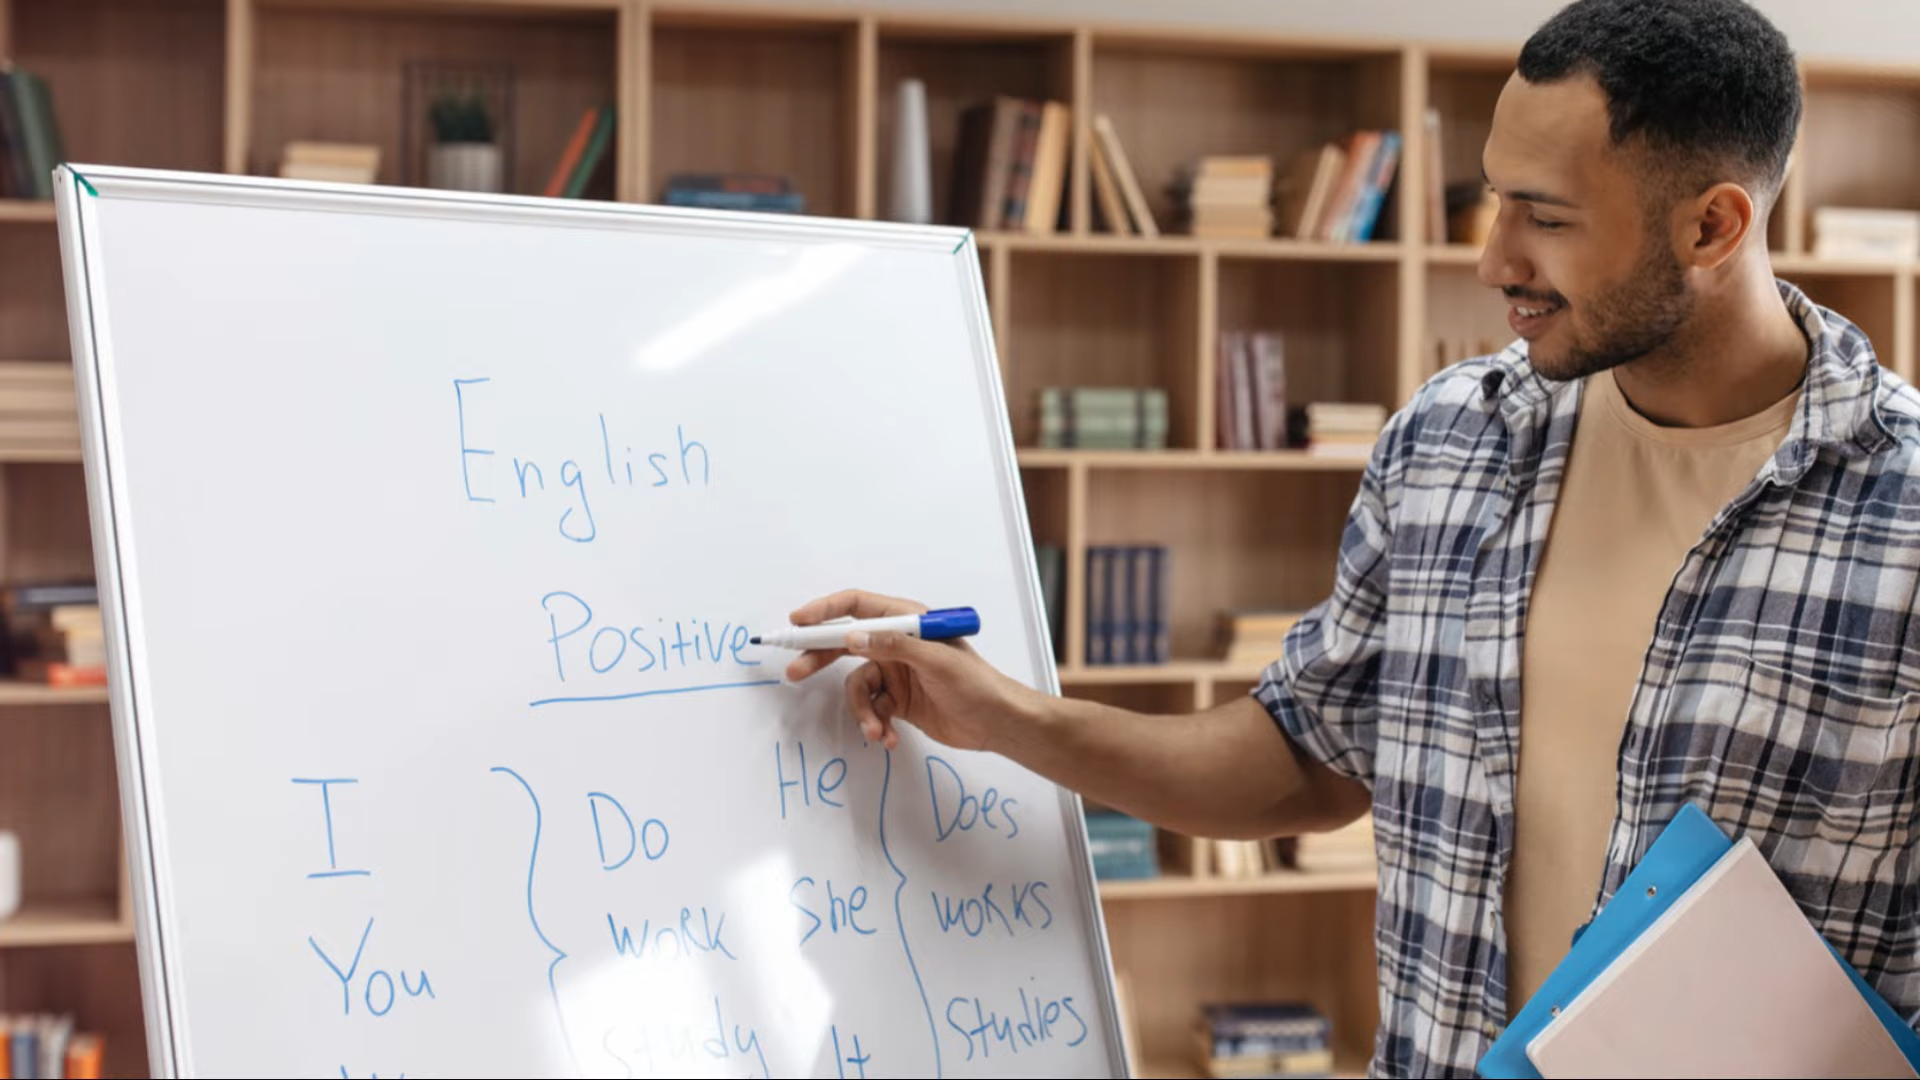 English
Positive
I } Do He { Does
You work She works
study It studies